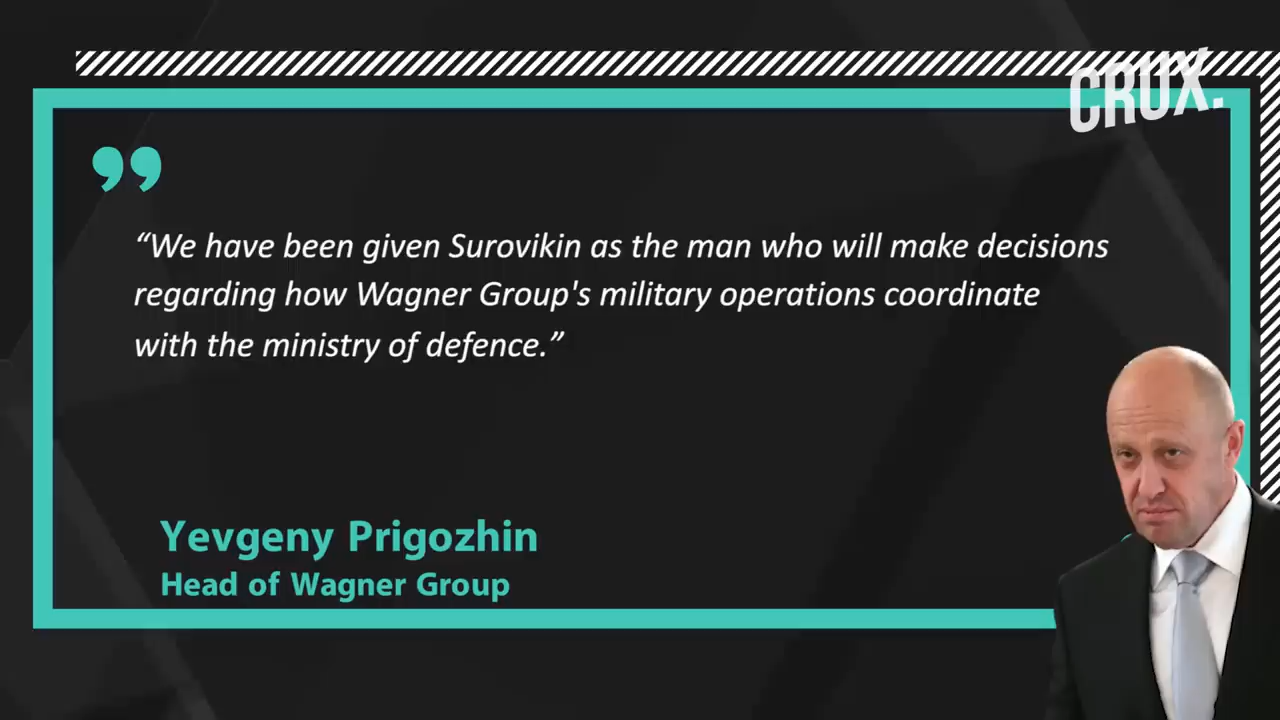 CRUX.
“We have been given Surovikin as the man who will make decisions
regarding how Wagner Group's military operations coordinate
with the ministry of defence.”
Yevgeny Prigozhin
Head of Wagner Group